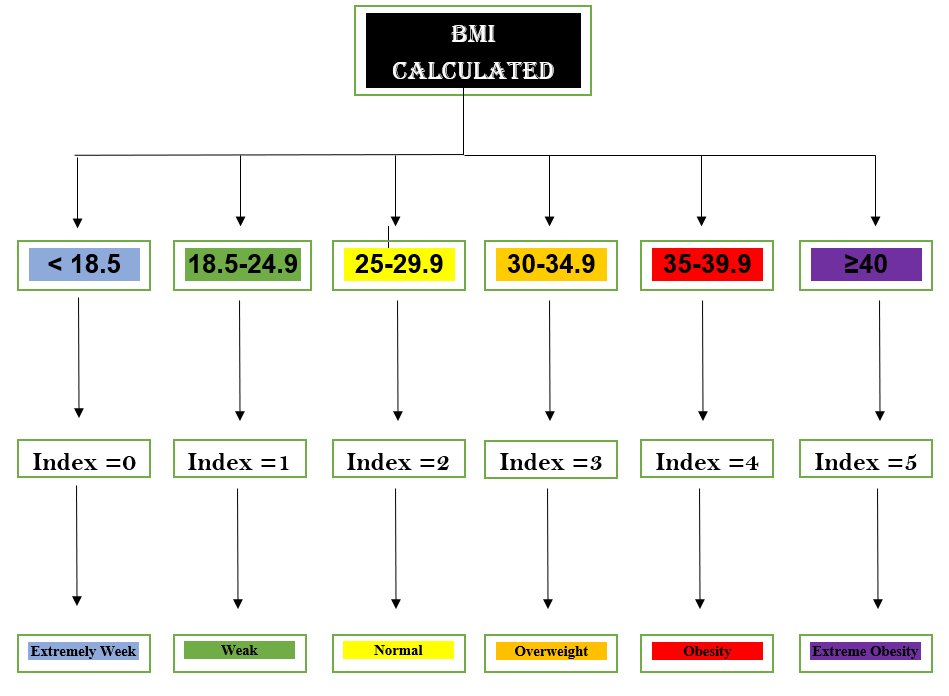 BMI
CALCULATED
< 18.5
18.5-24.9
25-29.9
30-34.9
35-39.9
≥40
Index =0
Index =1
Index =2
Index =3
Index =4
Index =5
Extremely Week
Weak
Normal
Overweight
Obesity
Extreme Obesity